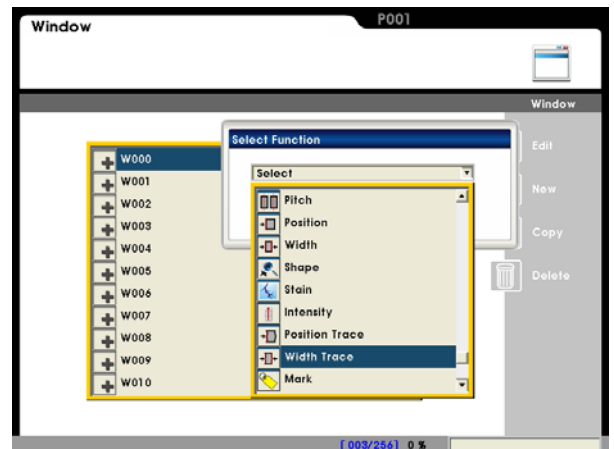 Window
P001
Window
Select Function
Edit
W000
Select
W001
New
Pitch
W002
Position
W003
Copy
Width
W004
Shape
W005
Delete
Stain
W006
Intensity
W007
Position Trace
W008
Width Trace
W009
Mark
W010
[003/256] 0 %